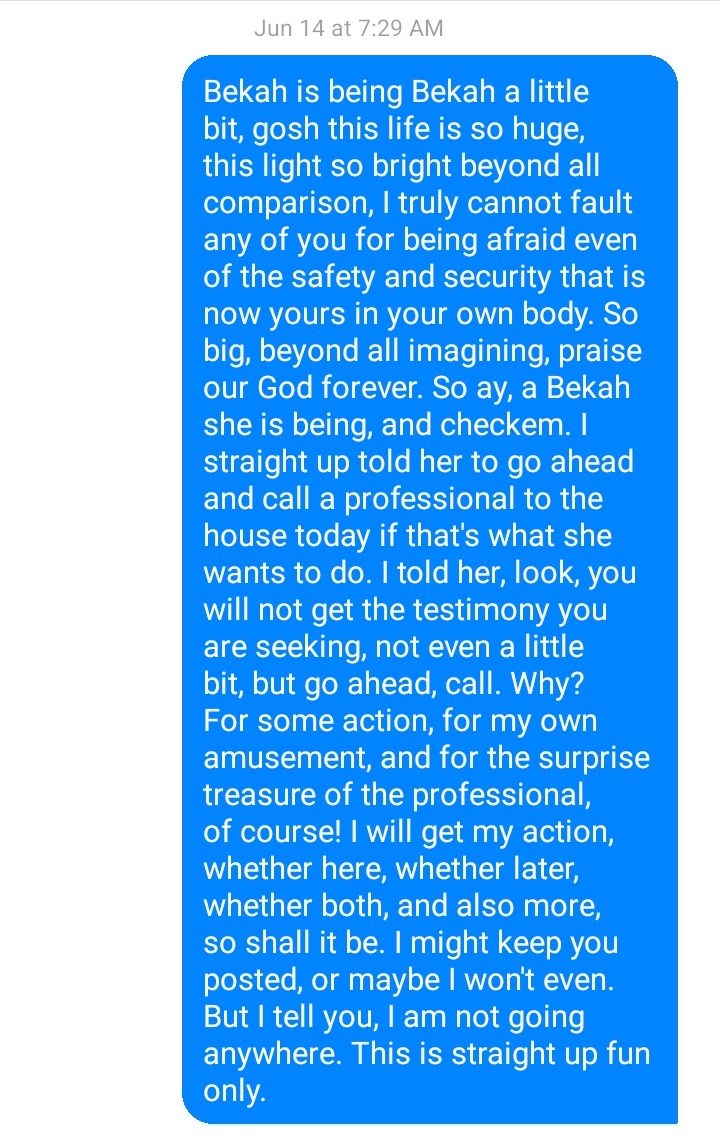 Jun 14 at 7:29 AM
Bekah is being Bekah a little
bit, gosh this life is so huge,
this light so bright beyond all
comparison, I truly cannot fault
any of you for being afraid even
of the safety and security that is
now yours in your own body. So
big, beyond all imagining, praise
our God forever. So ay, a Bekah
she is being, and checkem. I
straight up told her to go ahead
and call a professional to the
house today if that's what she
wants to do. I told her, look, you
will not get the testimony you
are seeking, not even a little
bit, but go ahead, call. Why?
For some action, for my own
amusement, and for the surprise
treasure of the professional,
of course! I will get my action,
whether here, whether later,
whether both, and also more,
so shall it be. I might keep you
posted, or maybe I won't even.
But I tell you, I am not going
anywhere. This is straight up fun
only.